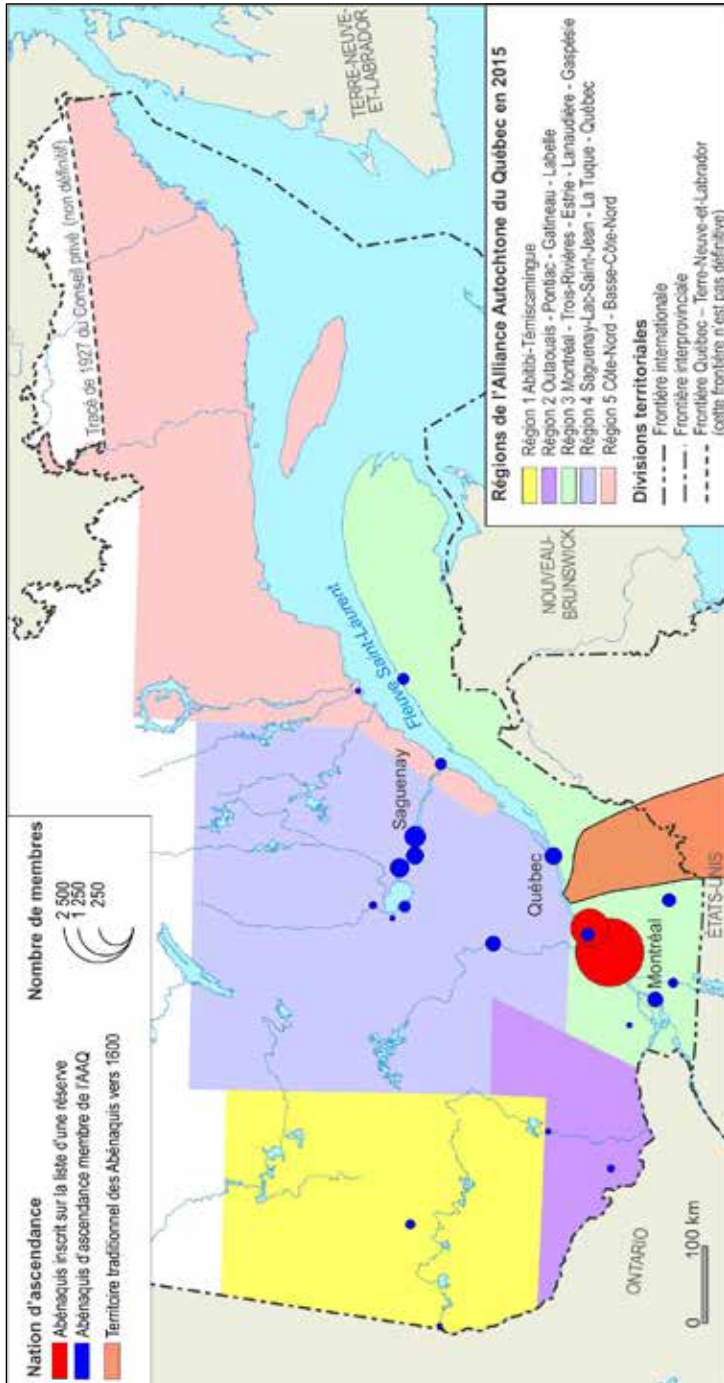 Nation d'ascendance
Abénaquis inscrit sur la liste d'une réserve
Abénaquis d'ascendance membre de l'AAQ
Territoire traditionnel des Abénaquis vers 1600
Nombre de membres
2 500
1 250
250
Tracé de 1927 du Conseil privé (non définitif)
TERRE-NEUVE-
ET-LABRADOR
Fleuve Saint-Laurent
Saguenay
Québec
Montréal
NOUVEAU-
BRUNSWICK
ÉTATS-UNIS
ONTARIO
0 100 km
Régions de l'Alliance Autochtone du Québec en 2015
Région 1 Abitibi-Témiscamingue
Région 2 Outaouais - Pontiac - Gatineau - Labelle
Région 3 Montréal - Trois-Rivières - Estrie - Lanaudière - Gaspésie
Région 4 Saguenay-Lac-Saint-Jean - La Tuque - Québec
Région 5 Côte-Nord - Basse-Côte-Nord
Divisions territoriales
Frontière internationale
Frontière interprovinciale
Frontière Québec – Terre-Neuve-et-Labrador
(cette frontière n'est pas définitive)